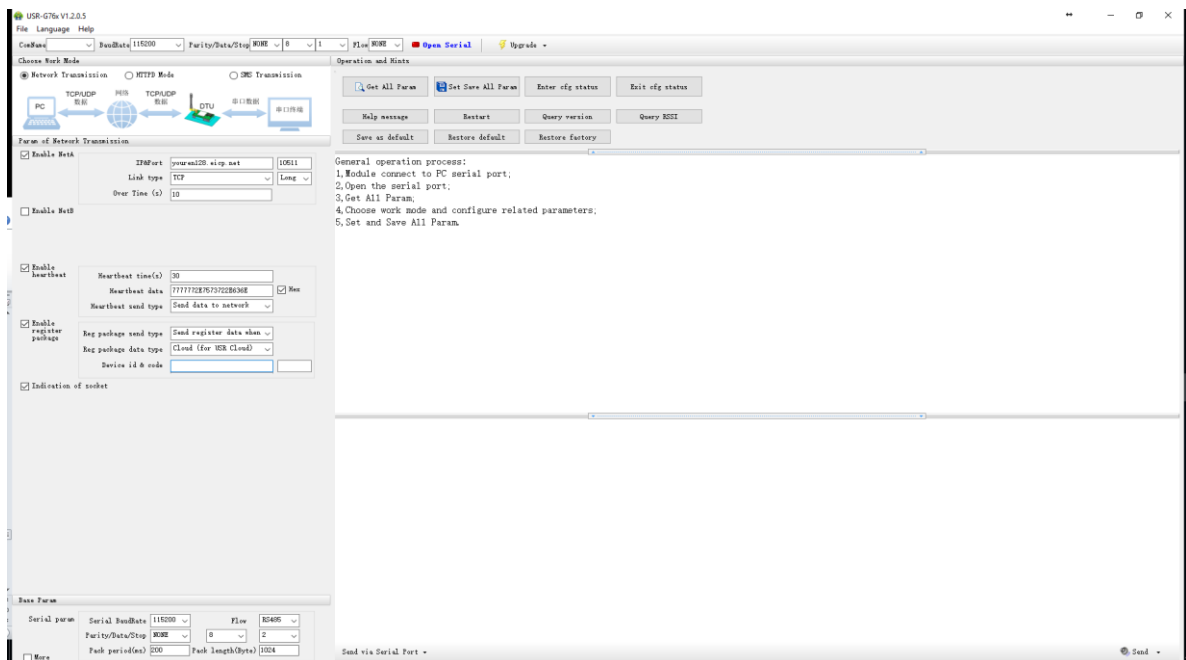 USR-G76x V1.2.0.5
File Language Help
ComName BaudRate 115200 Parity/Data/Stop NONE 8 1 Flow NONE Open Serial Upgrade
Choose Work Mode
Network Transmission HTTPD Mode SMS Transmission
PC TCP/UDP 数据 网络 TCP/UDP 数据 DTU 串口数据 串口终端
Param of Network Transmission
Enable NetA
IP&Port youren128.eicp.net 10511
Link type TCP Long
Over Time (s) 10
Enable NetB
Enable heartbeat
Heartbeat time(s) 30
Heartbeat data 7777772E7573722E636E Hex
Heartbeat send type Send data to network
Enable register package
Reg package send type Send register data when
Reg package data type Cloud (for USR Cloud)
Device id & code
Indication of socket
Base Param
Serial param Serial BaudRate 115200 Flow RS485
Parity/Data/Stop NONE 8 2
Pack period(ms) 200 Pack length(Byte) 1024
More
Operation and Hints
Get All Param Set Save All Param Enter cfg status Exit cfg status
Help message Restart Query version Query RSSI
Save as default Restore default Restore factory
General operation process:
1,Module connect to PC serial port;
2,Open the serial port;
3,Get All Param;
4,Choose work mode and configure related parameters;
5,Set and Save All Param.
Send via Serial Port Send